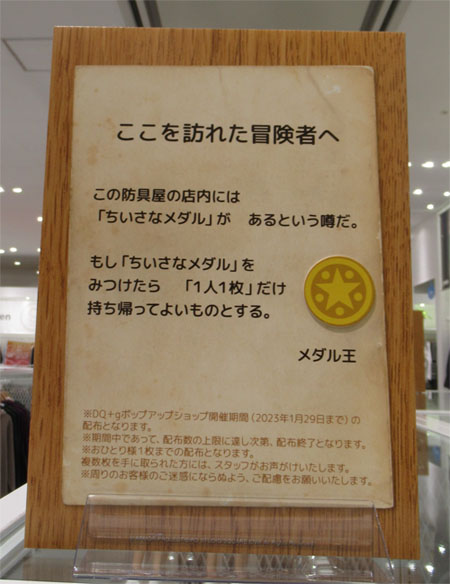 ここを訪れた冒険者へ
この防具屋の店内には
「ちいさなメダル」が　あるという噂だ。
もし「ちいさなメダル」を
みつけたら　「1人1枚」だけ
持ち帰ってよいものとする。
メダル王
※DQ+gポップアップショップ開催期間（2023年1月29日まで）の
配布となります。
※期間中であって、配布数の上限に達し次第、配布終了となります。
※おひとり様1枚までの配布となります。
複数枚を手に取られた方には、スタッフがお声がけいたします。
※周りのお客様のご迷惑にならぬよう、ご配慮をお願いいたします。